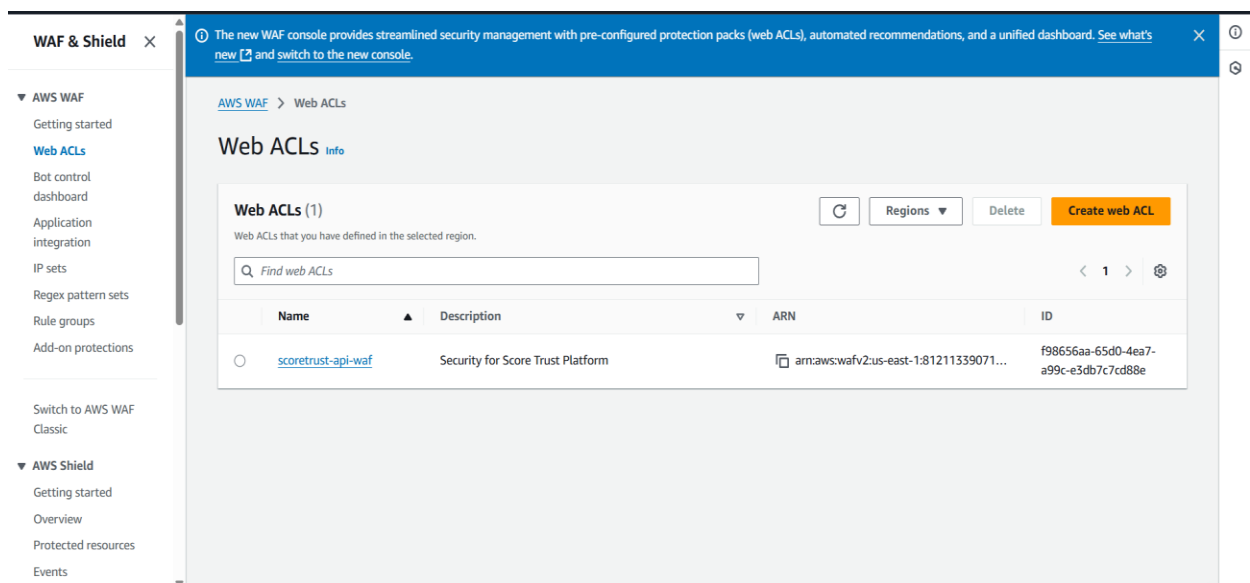 WAF & Shield
AWS WAF
Getting started
Web ACLs
Bot control
dashboard
Application
integration
IP sets
Regex pattern sets
Rule groups
Add-on protections
Switch to AWS WAF
Classic
AWS Shield
Getting started
Overview
Protected resources
Events
The new WAF console provides streamlined security management with pre-configured protection packs (web ACLs), automated recommendations, and a unified dashboard. See what's
new and switch to the new console.
AWS WAF > Web ACLs
Web ACLs Info
Web ACLs (1)
Regions Delete Create web ACL
Web ACLs that you have defined in the selected region.
Find web ACLs
< 1 >
Name Description ARN ID
scoretrust-api-waf Security for Score Trust Platform arn:aws:wafv2:us-east-1:81211339071... f98656aa-65d0-4ea7-
a99c-e3db7c7cd88e